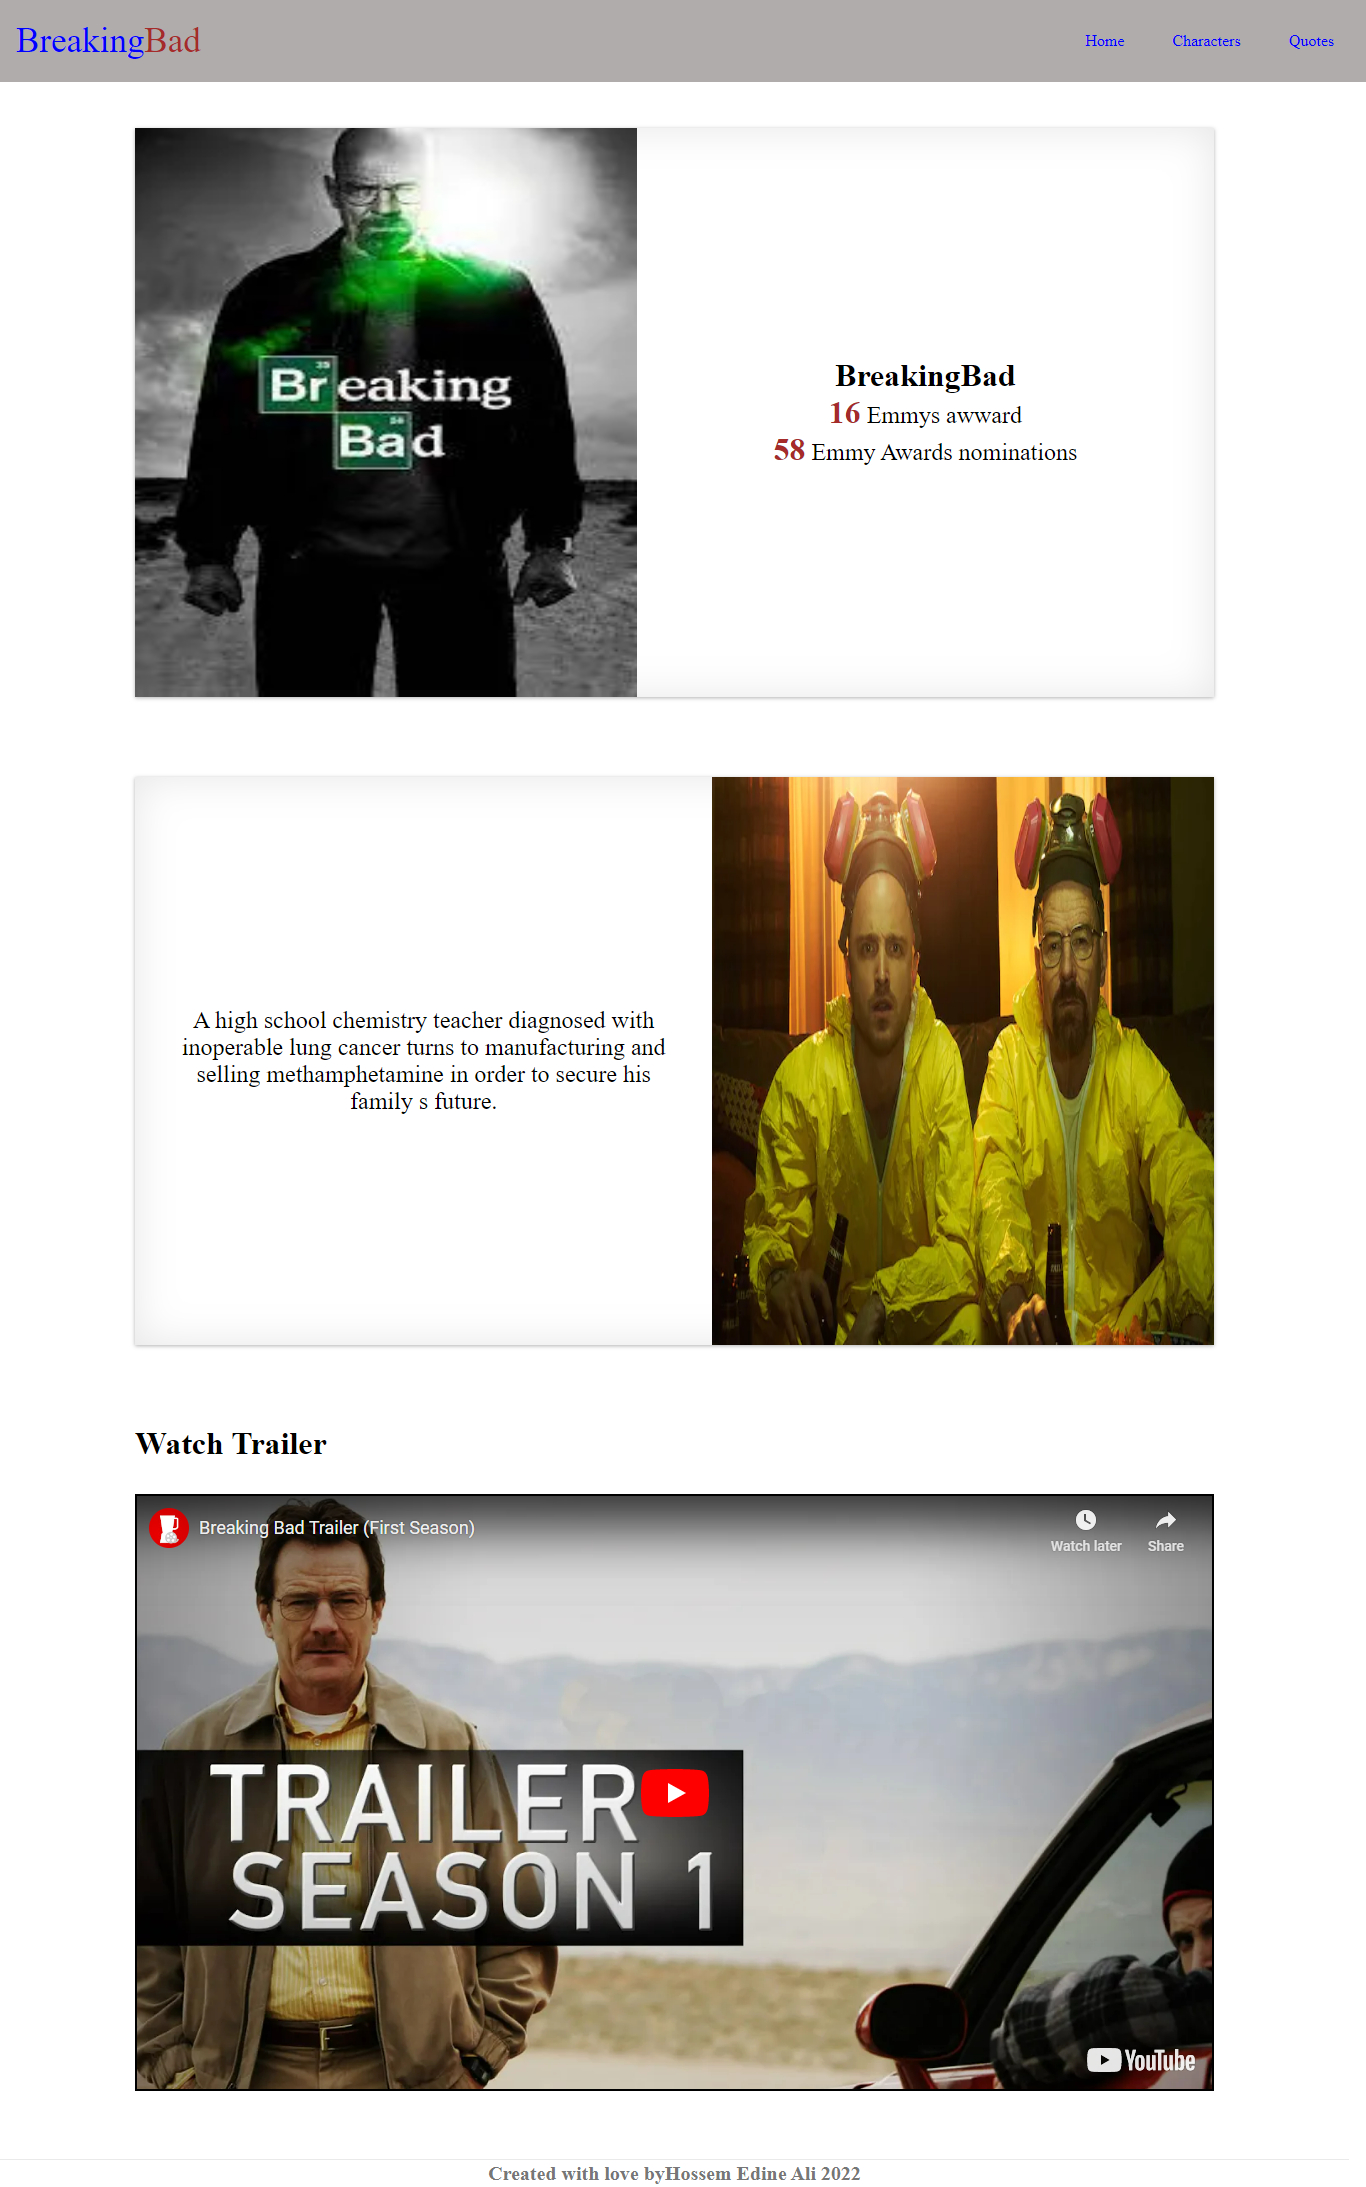 BreakingBad
Home Characters Quotes
35
Breaking
56
Bad
BreakingBad
16 Emmys awward
58 Emmy Awards nominations
A high school chemistry teacher diagnosed with
inoperable lung cancer turns to manufacturing and
selling methamphetamine in order to secure his
family s future.
Watch Trailer
Breaking Bad Trailer (First Season)
Watch later
Share
TRAILER
SEASON 1
YouTube
Created with love byHossem Edine Ali 2022